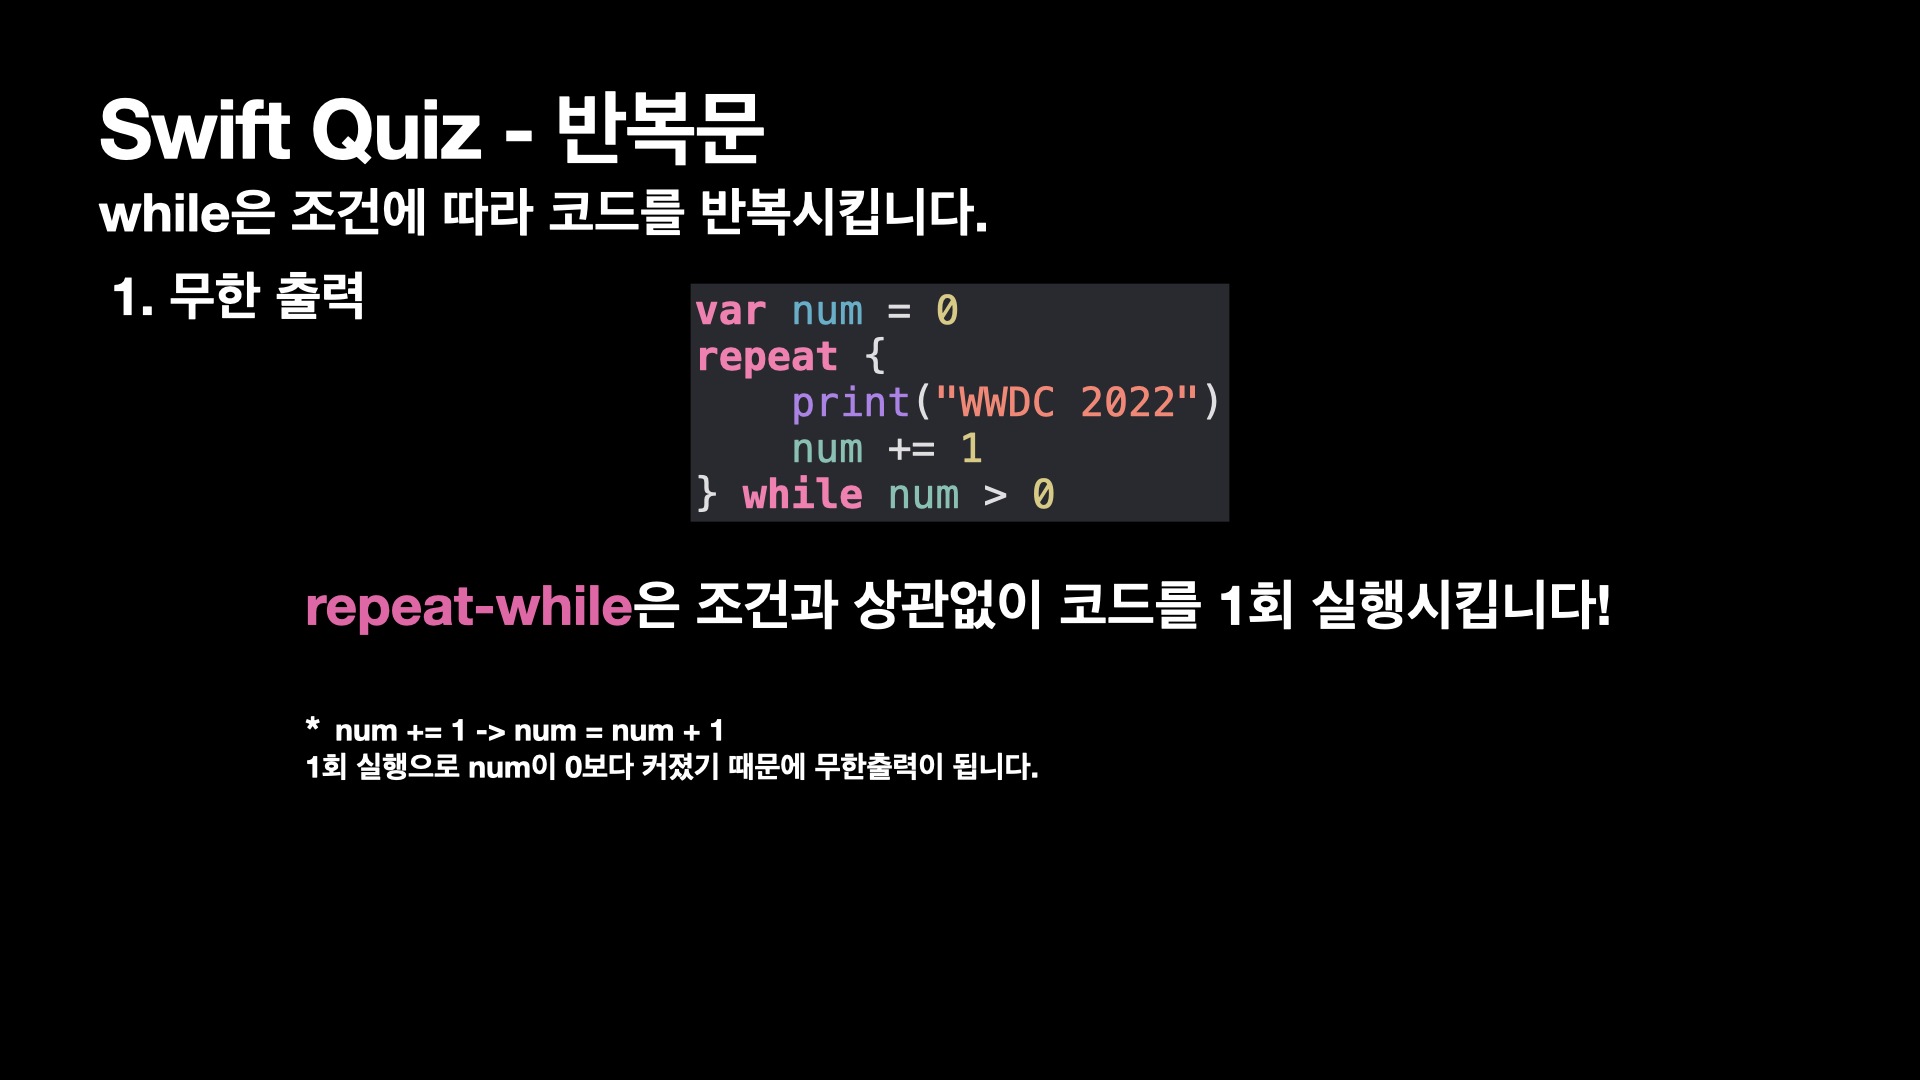 Swift Quiz - 반복문
while은 조건에 따라 코드를 반복시킵니다.
1. 무한 출력
var num = 0
repeat {
    print("WWDC 2022")
    num += 1
} while num > 0
repeat-while은 조건과 상관없이 코드를 1회 실행시킵니다!
* num += 1 -> num = num + 1
1회 실행으로 num이 0보다 커졌기 때문에 무한출력이 됩니다.